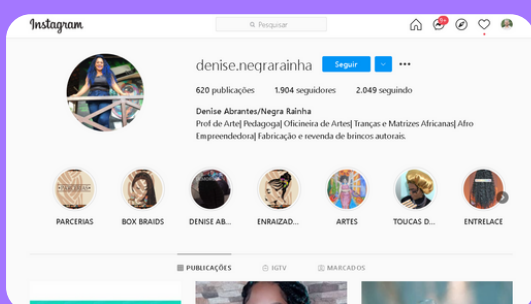 Instagram
Pesquisar
denise.negrarainha Seguir
620 publicações 1.904 seguidores 2.049 seguindo
Denise Abrantes/Negra Rainha
Prof de Arte| Pedagoga| Oficineira de Artes| Tranças e Matrizes Africanas| Afro
Empreendedora| Fabricação e revenda de brincos autorais.
PARCERIAS BOX BRAIDS DENISE AB... ENRAIZAD... ARTES TOUCAS D... ENTRELACE
PUBLICAÇÕES IGTV MARCADOS